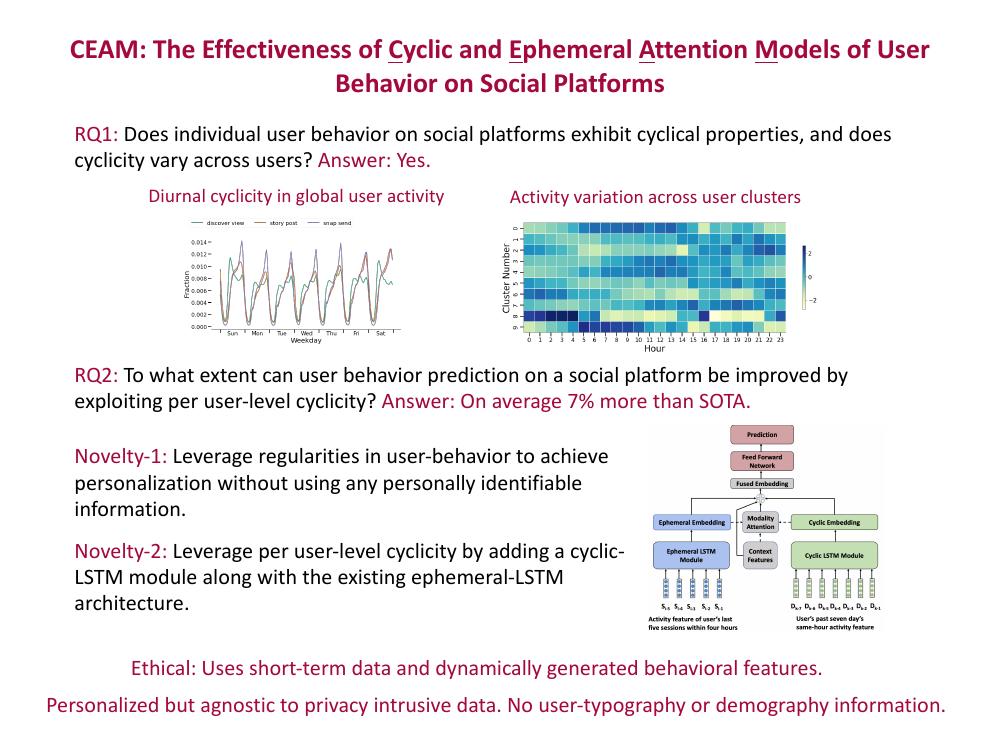 CEAM: The Effectiveness of Cyclic and Ephemeral Attention Models of User
Behavior on Social Platforms
RQ1: Does individual user behavior on social platforms exhibit cyclical properties, and does
cyclicity vary across users? Answer: Yes.
Diurnal cyclicity in global user activity
Activity variation across user clusters
discover view story post snap send
0.014
0.012
0.010
0.008
0.006
0.004
0.002
0.000
Fraction
Sun Mon Tue Wed Thu Fri Sat
Weekday
Cluster Number
0
1
2
3
4
5
6
7
8
9
0 1 2 3 4 5 6 7 8 9 10 11 12 13 14 15 16 17 18 19 20 21 22 23
Hour
2
0
−2
RQ2: To what extent can user behavior prediction on a social platform be improved by
exploiting per user-level cyclicity? Answer: On average 7% more than SOTA.
Novelty-1: Leverage regularities in user-behavior to achieve
personalization without using any personally identifiable
information.
Novelty-2: Leverage per user-level cyclicity by adding a cyclic-
LSTM module along with the existing ephemeral-LSTM
architecture.
Prediction
Feed Forward
Network
Fused Embedding
Ephemeral Embedding
Modality
Attention
Cyclic Embedding
Ephemeral LSTM
Module
Context
Features
Cyclic LSTM Module
St-5 St-4 St-3 St-2 St-1
Dk-7 Dk-6 Dk-5 Dk-4 Dk-3 Dk-2 Dk-1
Activity feature of user's last
five sessions within four hours
User's past seven day's
same-hour activity feature
Ethical: Uses short-term data and dynamically generated behavioral features.
Personalized but agnostic to privacy intrusive data. No user-typography or demography information.